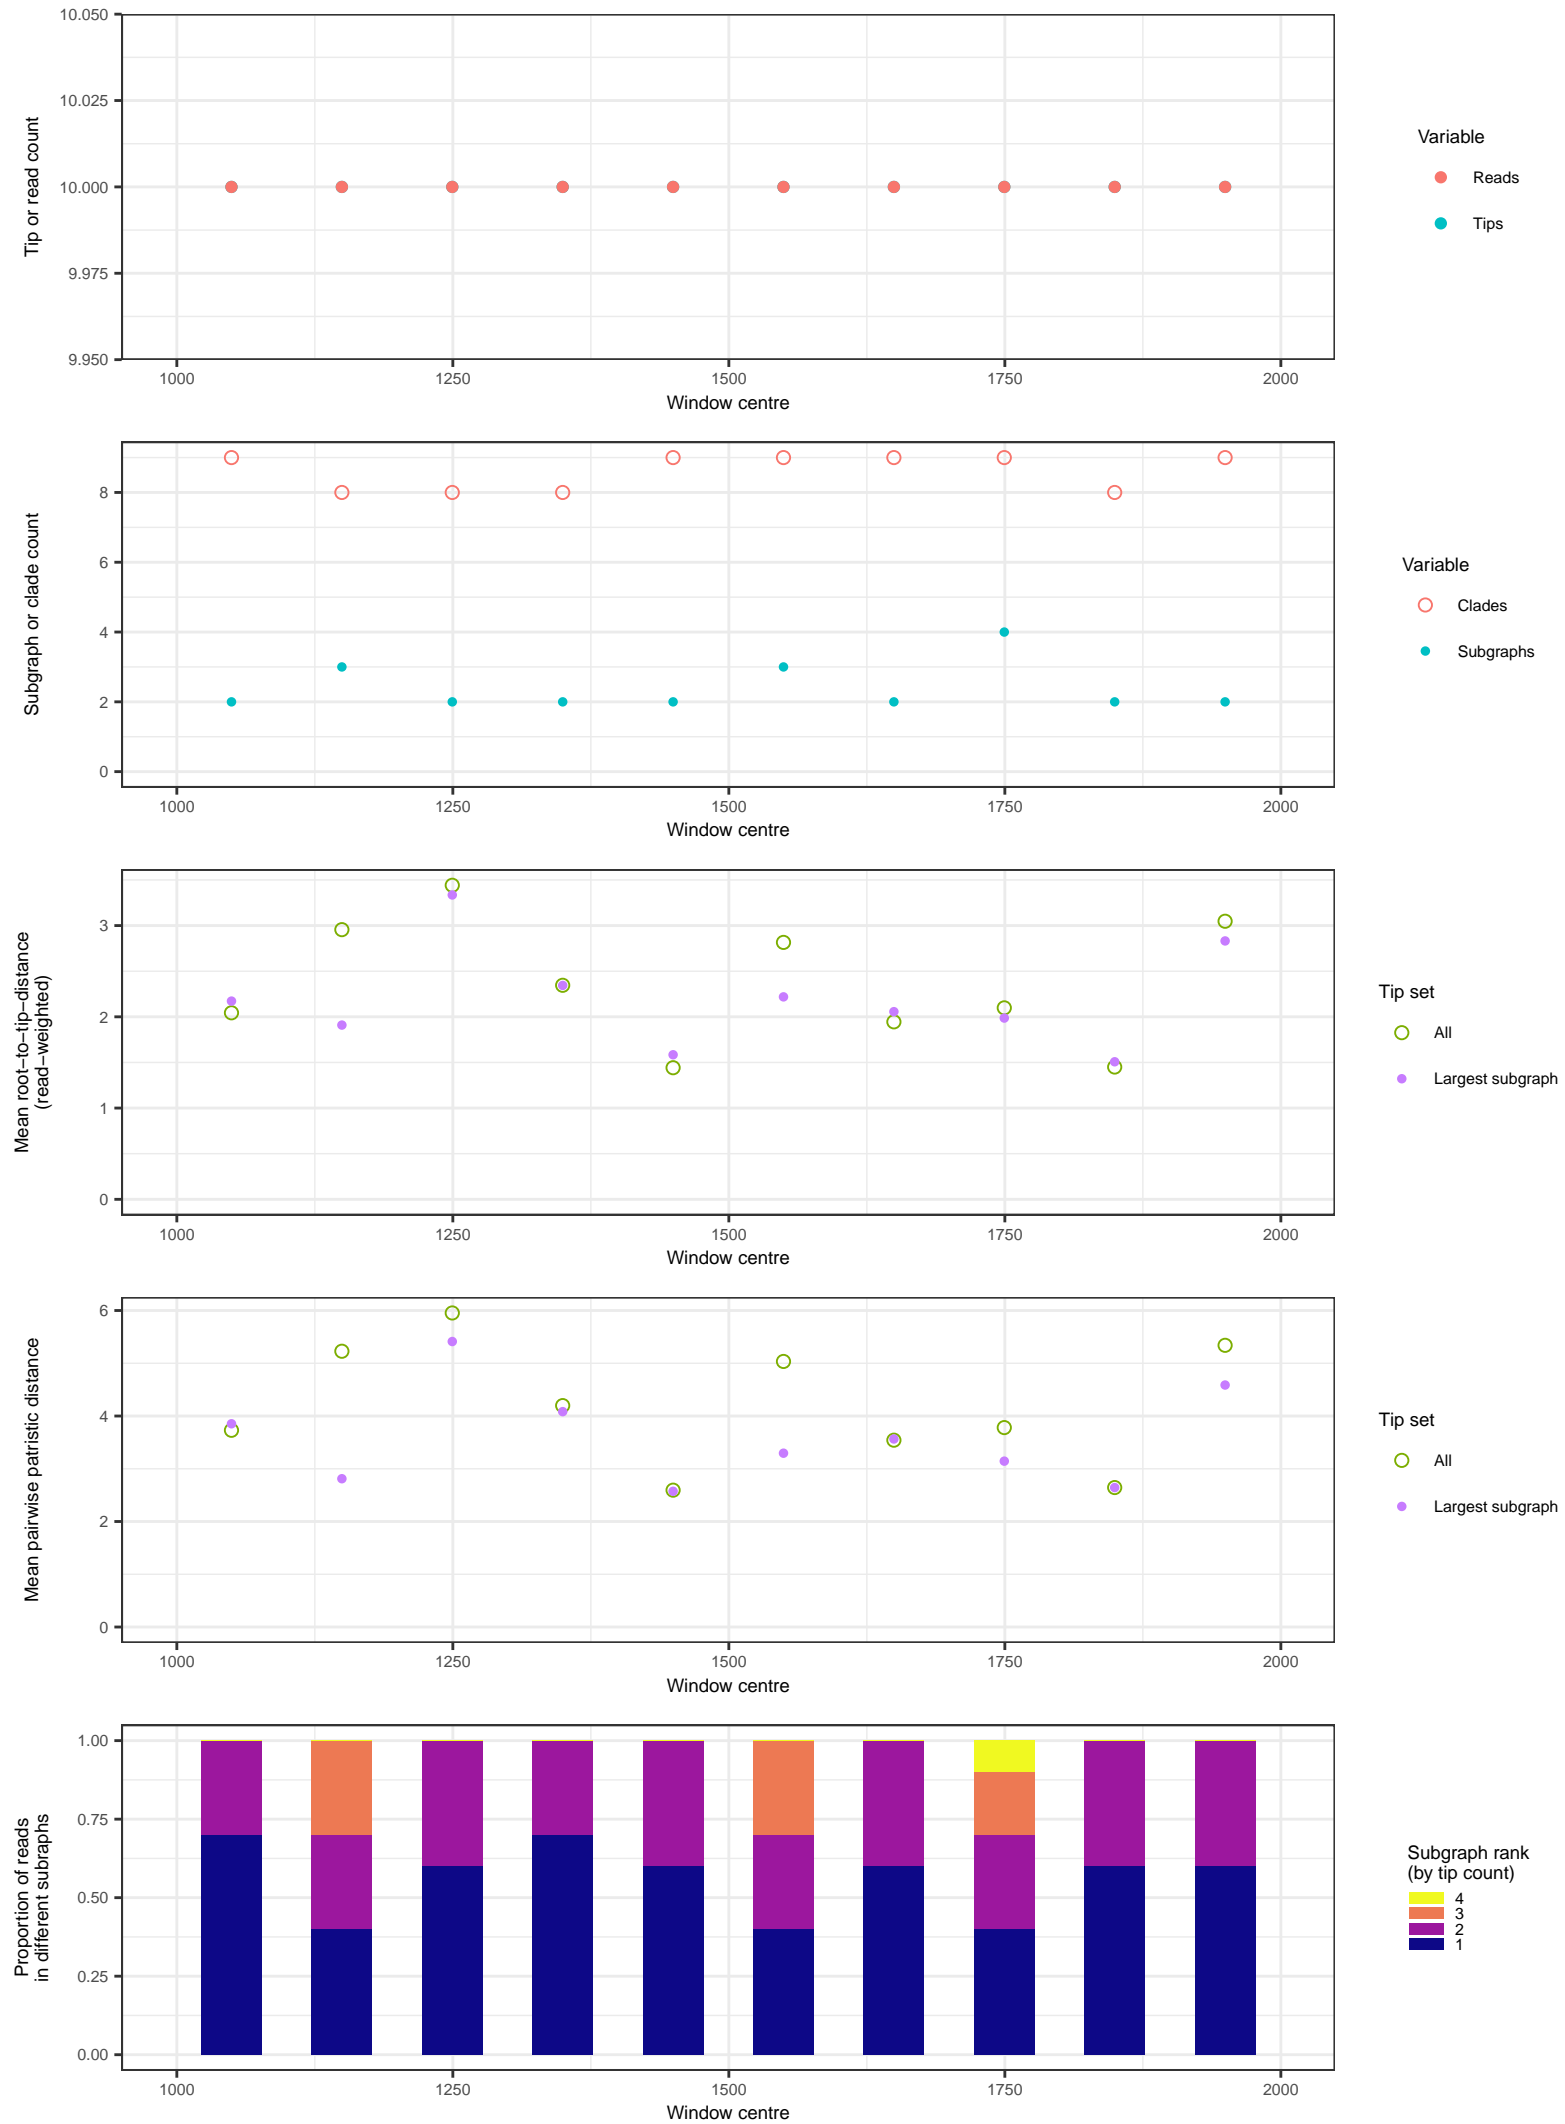 10.050
10.025
10.000
9.975
9.950
Tip or read count
1000 1250 1500 1750 2000
Window centre
Variable
Reads
Tips
8
6
4
2
0
Subgraph or clade count
1000 1250 1500 1750 2000
Window centre
Variable
Clades
Subgraphs
3
2
1
0
Mean root−to−tip−distance
(read−weighted)
1000 1250 1500 1750 2000
Window centre
Tip set
All
Largest subgraph
6
4
2
0
Mean pairwise patristic distance
1000 1250 1500 1750 2000
Window centre
Tip set
All
Largest subgraph
1.00
0.75
0.50
0.25
0.00
Proportion of reads
in different subraphs
1000 1250 1500 1750 2000
Window centre
Subgraph rank
(by tip count)
4
3
2
1